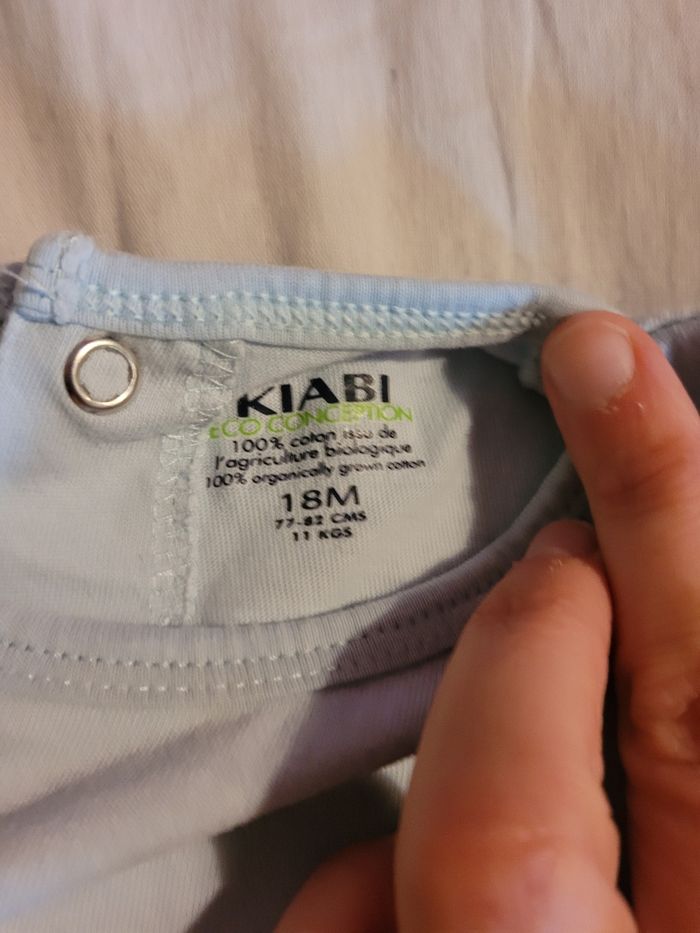 KIABI
ECO CONCEPTION
100% coton issu de
l'agriculture biologique
100% organically grown cotton
18M
77-82 CMS
11 KGS